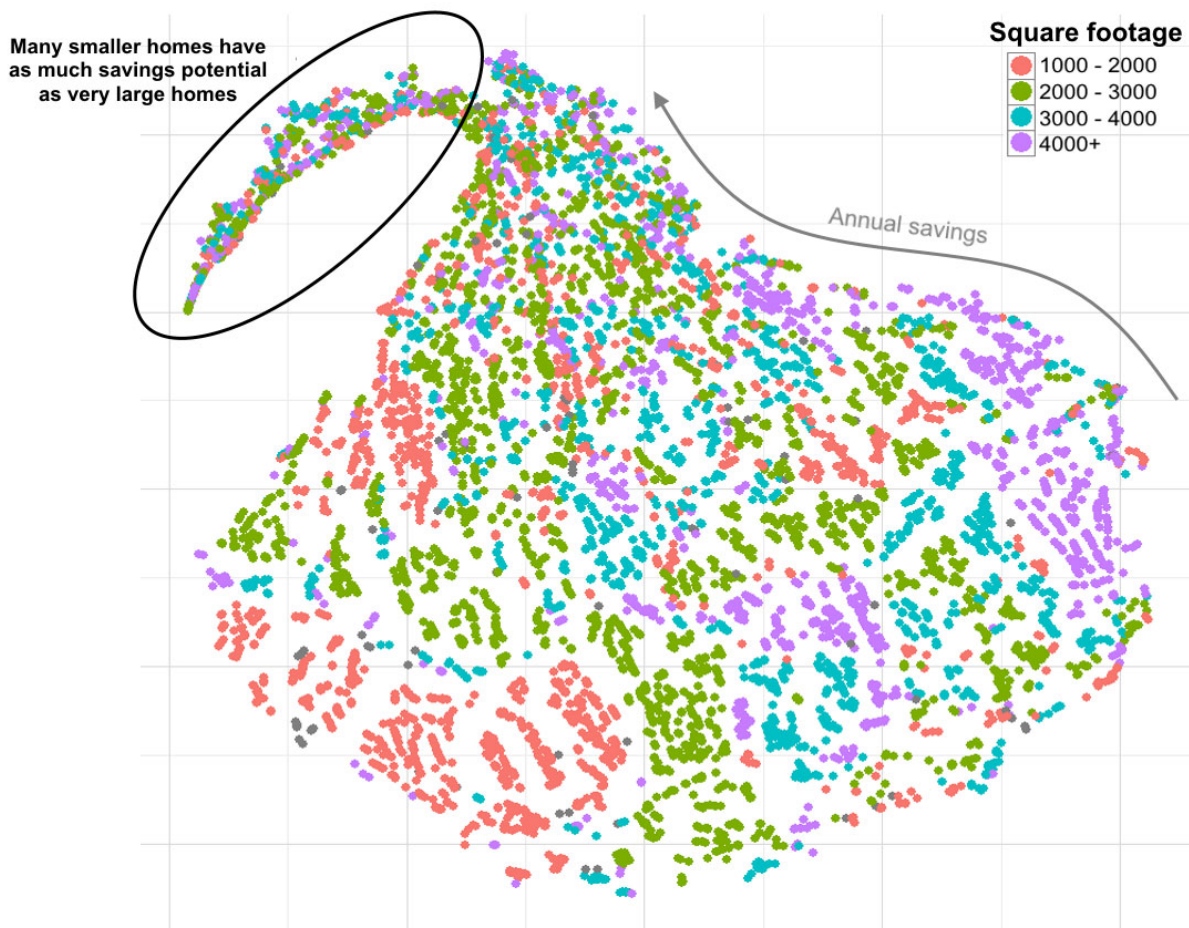 Many smaller homes have
as much savings potential
as very large homes
Square footage
1000 - 2000
2000 - 3000
3000 - 4000
4000+
Annual savings